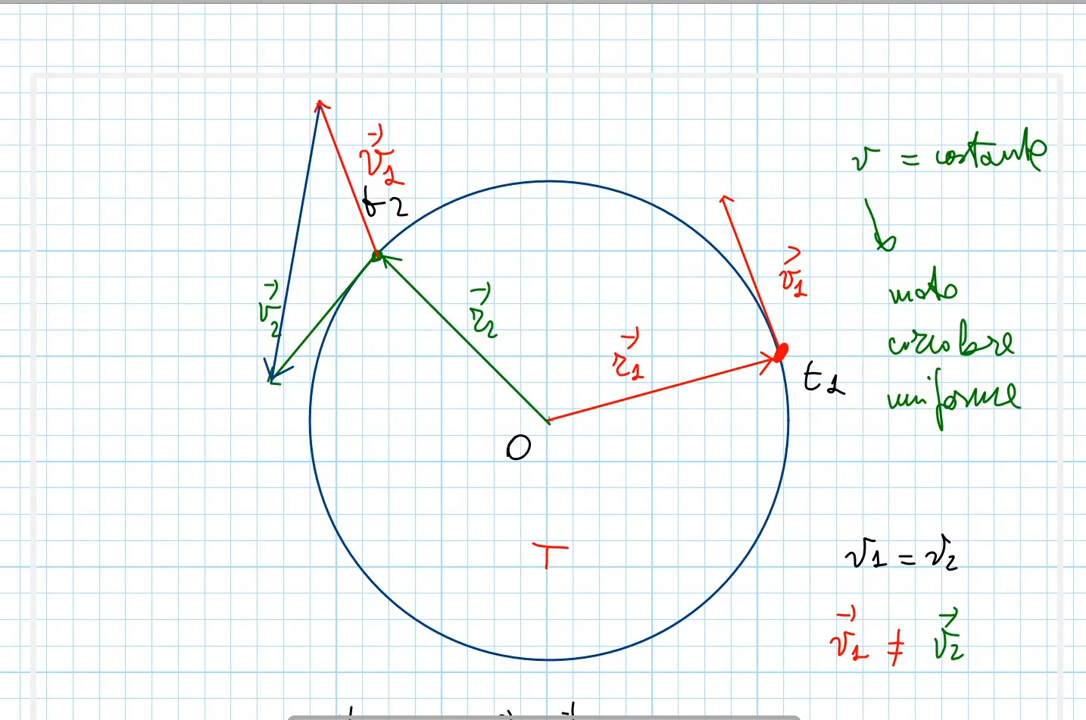 v⃗1
t2
v = costante
v⃗2
r⃗2
v⃗1
moto
circolare
uniforme
r⃗1
t1
O
T
v1 = v2
v⃗1 ≠ v⃗2